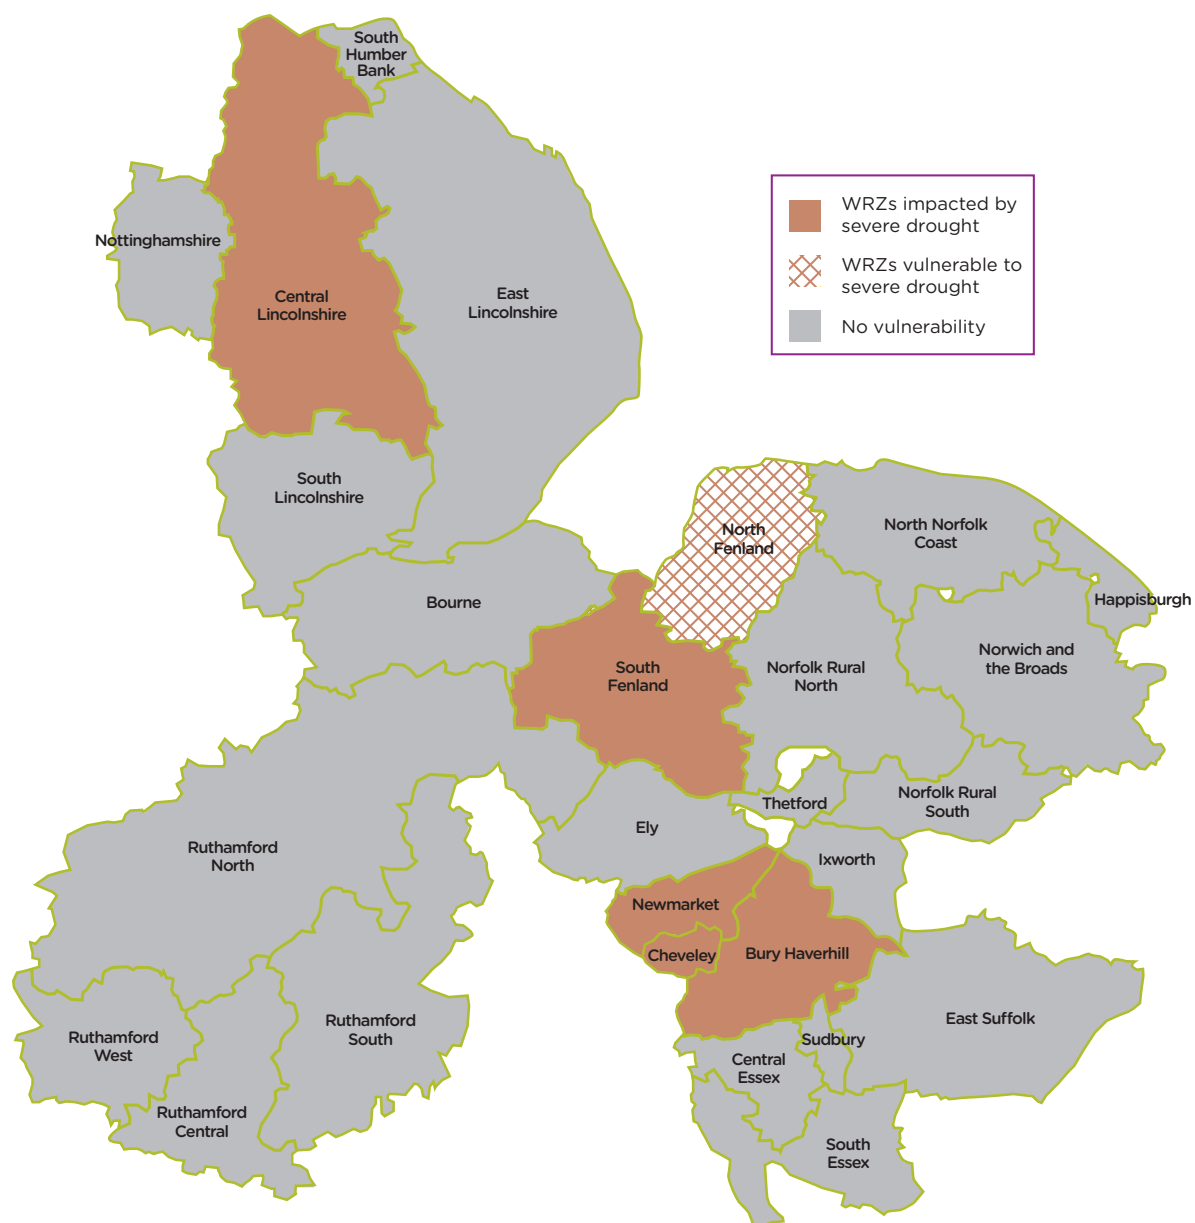 South
Humber
Bank
WRZs impacted by
severe drought
Nottinghamshire
WRZs vulnerable to
severe drought
Central
Lincolnshire
East
Lincolnshire
No vulnerability
South
Lincolnshire
North
Fenland
North Norfolk
Coast
Bourne
Happisburgh
South
Fenland
Norfolk Rural
North
Norwich and
the Broads
Thetford
Norfolk Rural
South
Ely
Ruthamford
North
Ixworth
Newmarket
Cheveley
Bury Haverhill
Ruthamford
West
Ruthamford
South
East Suffolk
Sudbury
Central
Essex
Ruthamford
Central
South
Essex